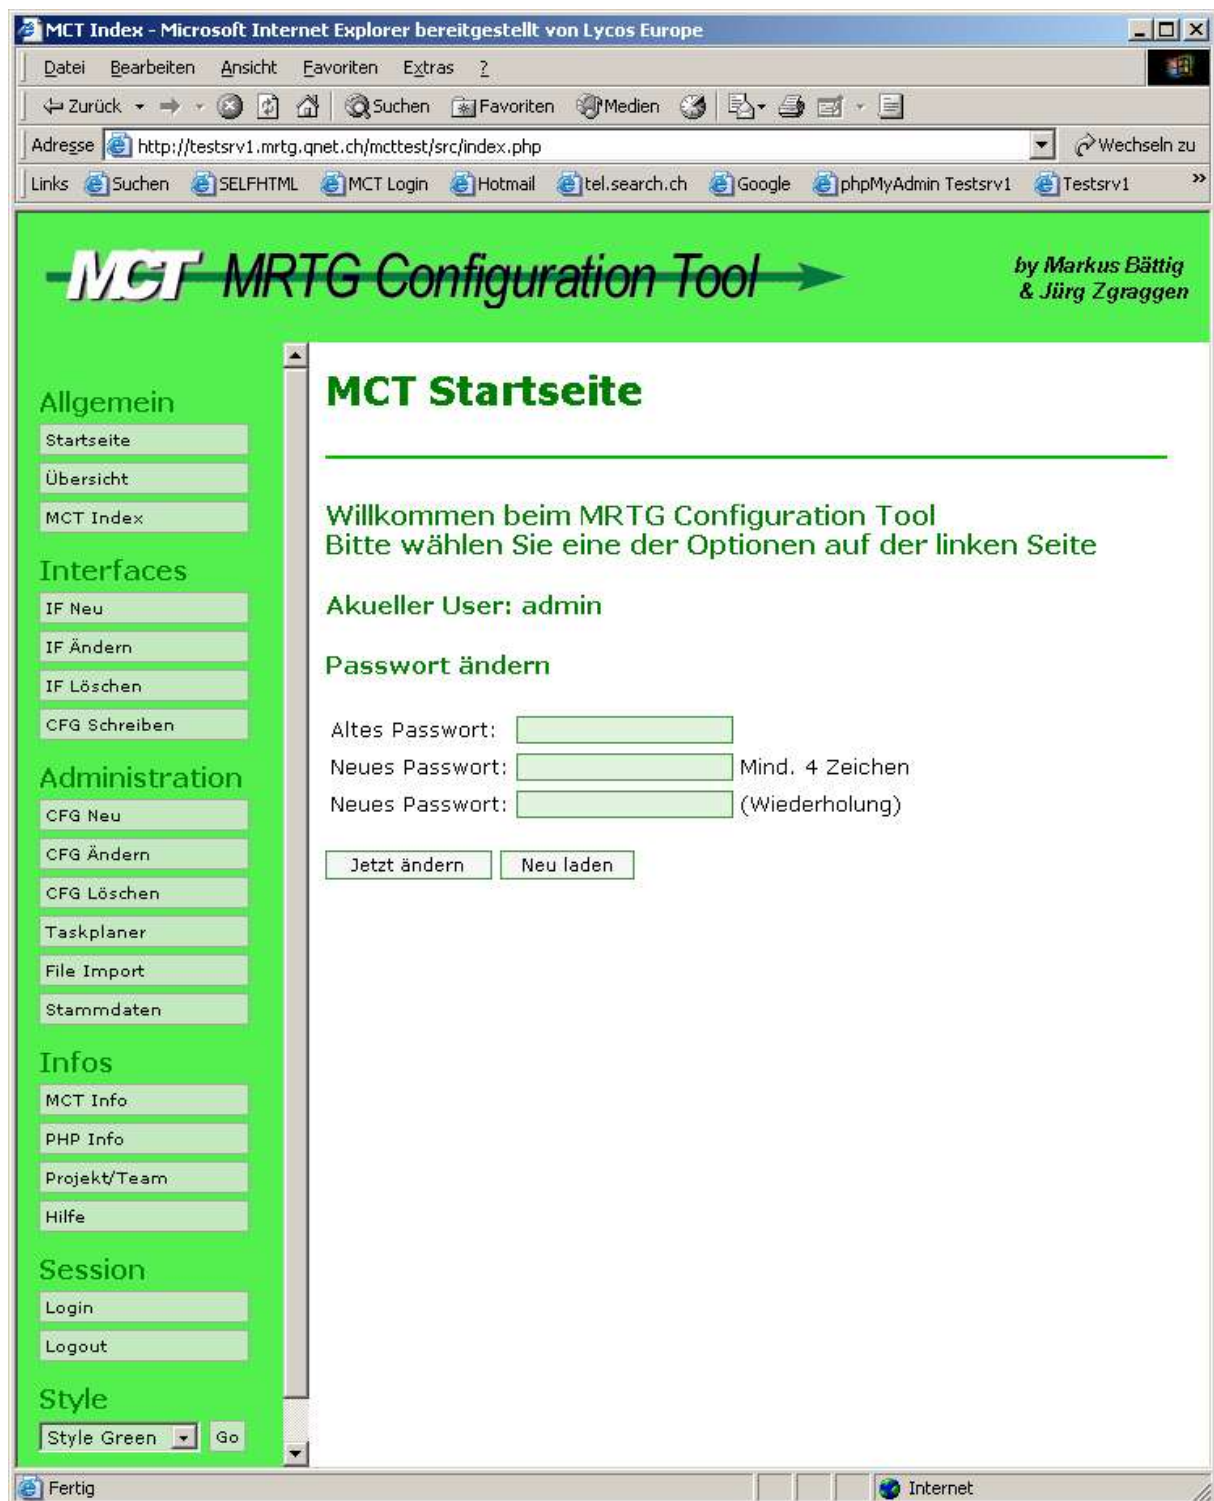 MCT Index - Microsoft Internet Explorer bereitgestellt von Lycos Europe
Datei Bearbeiten Ansicht Favoriten Extras ?
Zurück Suchen Favoriten Medien
Adresse http://testsrv1.mrtg.qnet.ch/mcttest/src/index.php Wechseln zu
Links Suchen SELFHTML MCT Login Hotmail tel.search.ch Google phpMyAdmin Testsrv1 Testsrv1 »
MCT MRTG Configuration Tool
by Markus Bättig
& Jürg Zgraggen
Allgemein
Startseite
Übersicht
MCT Index
Interfaces
IF Neu
IF Ändern
IF Löschen
CFG Schreiben
Administration
CFG Neu
CFG Ändern
CFG Löschen
Taskplaner
File Import
Stammdaten
Infos
MCT Info
PHP Info
Projekt/Team
Hilfe
Session
Login
Logout
Style
Style Green Go
MCT Startseite
Willkommen beim MRTG Configuration Tool
Bitte wählen Sie eine der Optionen auf der linken Seite
Akueller User: admin
Passwort ändern
Altes Passwort:
Neues Passwort: Mind. 4 Zeichen
Neues Passwort: (Wiederholung)
Jetzt ändern Neu laden
Fertig Internet